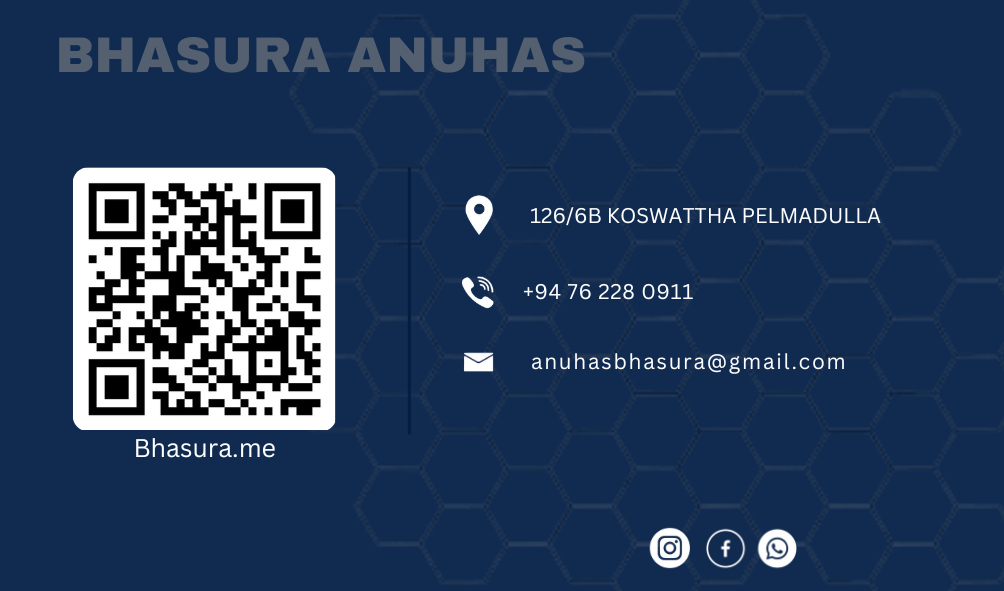 BHASURA ANUHAS
126/6B KOSWATTHA PELMADULLA
+94 76 228 0911
anuhasbhasura@gmail.com
Bhasura.me